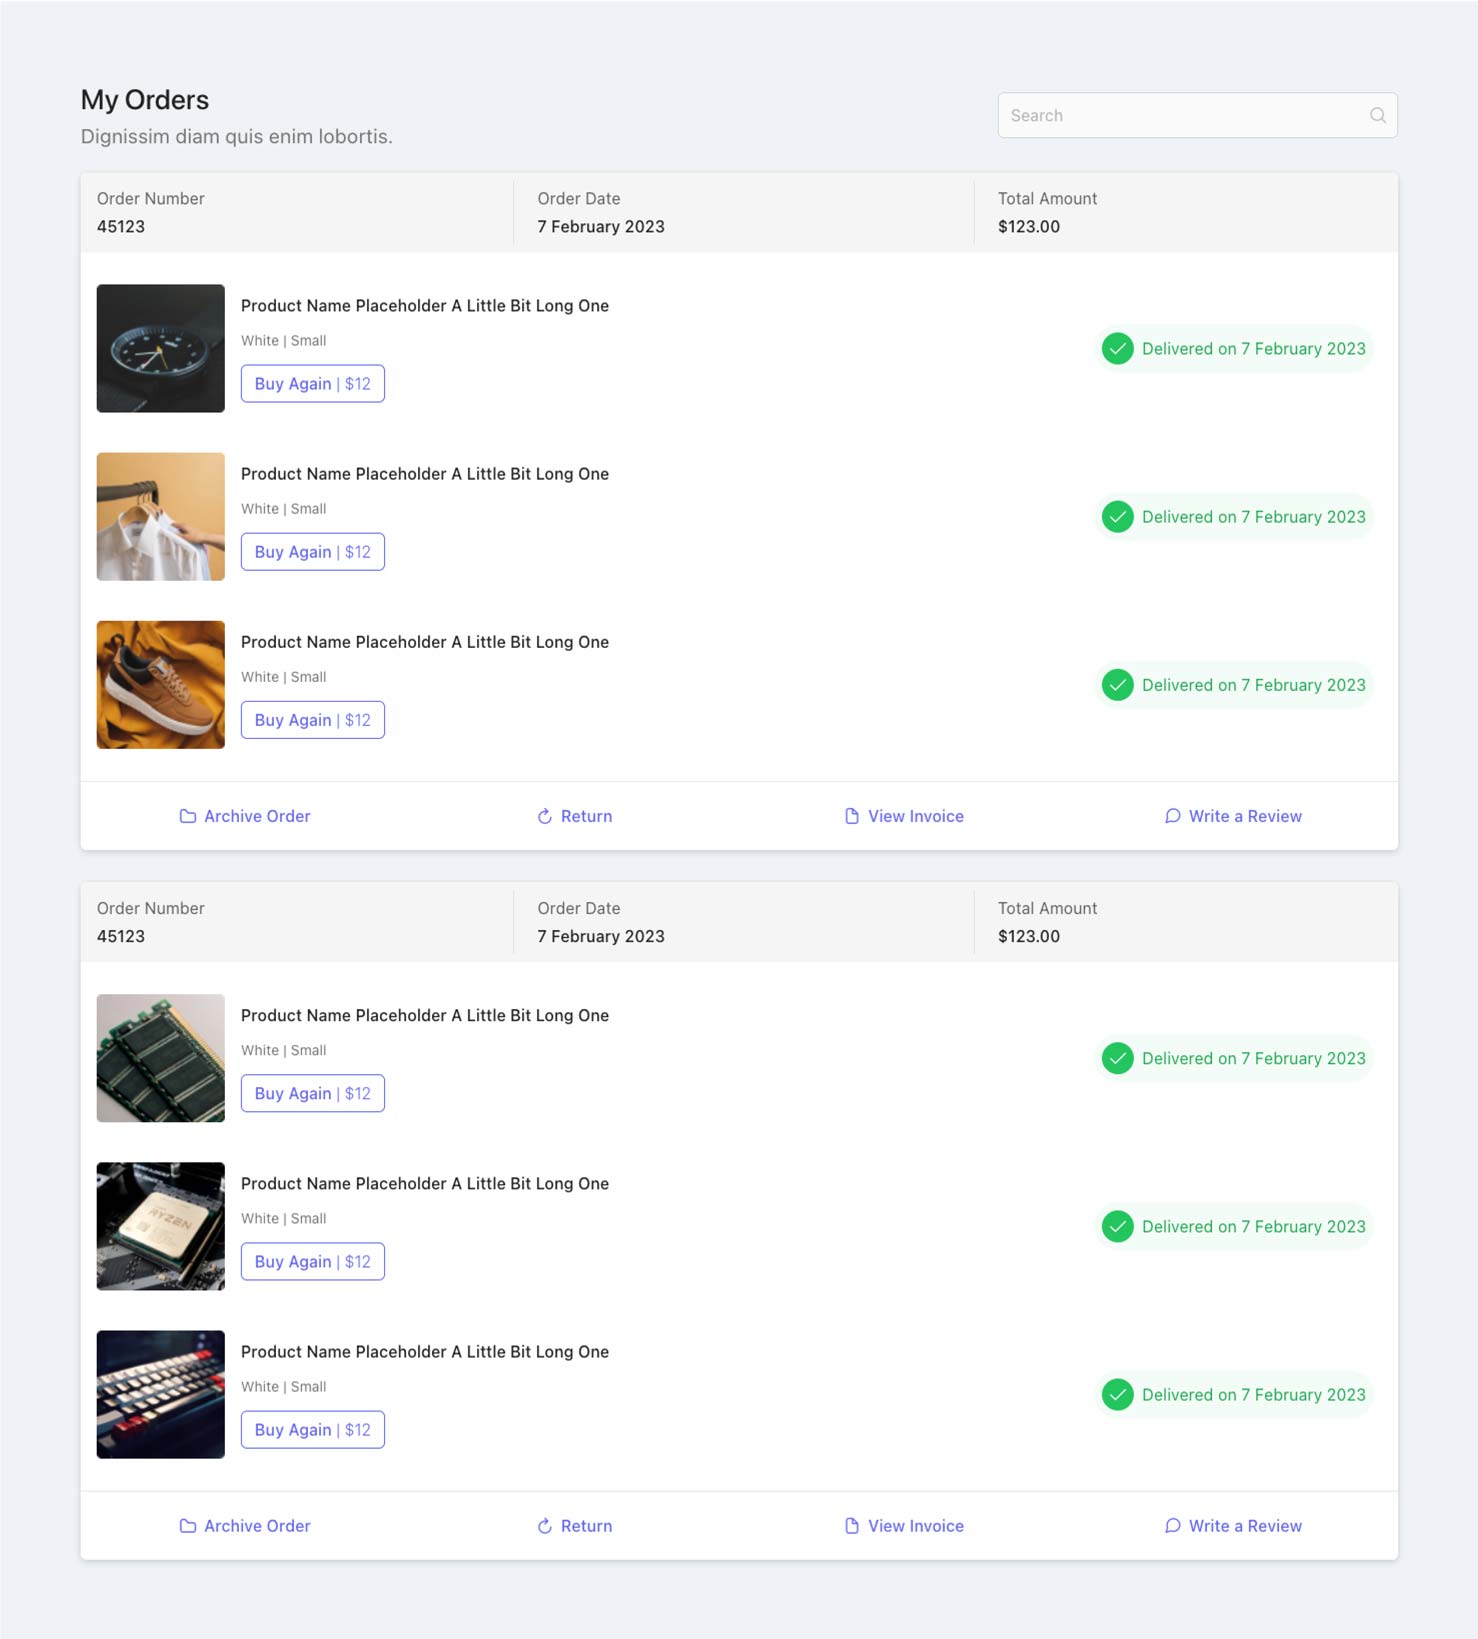 My Orders
Dignissim diam quis enim lobortis.
Search
Order Number
45123
Order Date
7 February 2023
Total Amount
$123.00
Product Name Placeholder A Little Bit Long One
White | Small
Buy Again | $12
Delivered on 7 February 2023
Product Name Placeholder A Little Bit Long One
White | Small
Buy Again | $12
Delivered on 7 February 2023
Product Name Placeholder A Little Bit Long One
White | Small
Buy Again | $12
Delivered on 7 February 2023
Archive Order
Return
View Invoice
Write a Review
Order Number
45123
Order Date
7 February 2023
Total Amount
$123.00
Product Name Placeholder A Little Bit Long One
White | Small
Buy Again | $12
Delivered on 7 February 2023
RYZEN
Product Name Placeholder A Little Bit Long One
White | Small
Buy Again | $12
Delivered on 7 February 2023
Product Name Placeholder A Little Bit Long One
White | Small
Buy Again | $12
Delivered on 7 February 2023
Archive Order
Return
View Invoice
Write a Review